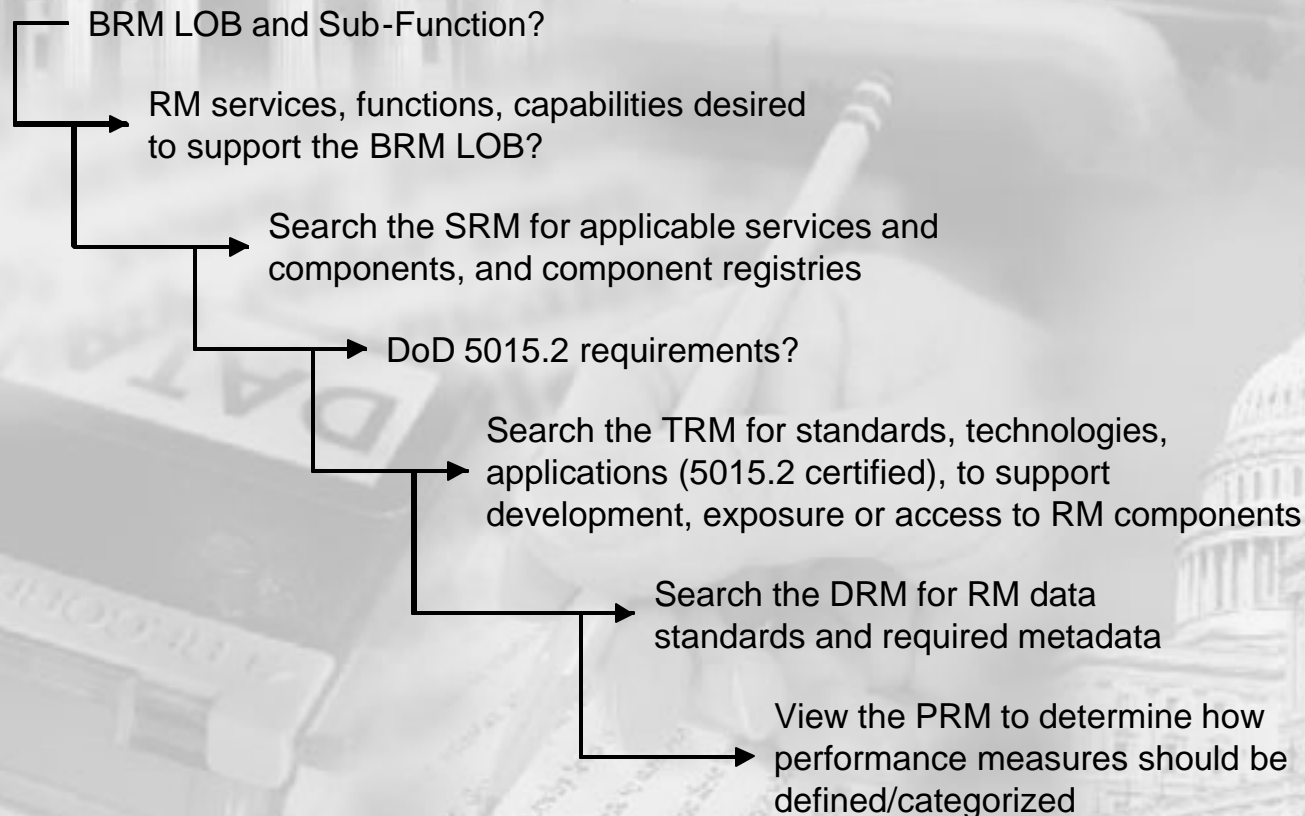 BRM LOB and Sub-Function?
RM services, functions, capabilities desired
to support the BRM LOB?
Search the SRM for applicable services and
components, and component registries
DoD 5015.2 requirements?
Search the TRM for standards, technologies,
applications (5015.2 certified), to support
development, exposure or access to RM components
Search the DRM for RM data
standards and required metadata
View the PRM to determine how
performance measures should be
defined/categorized